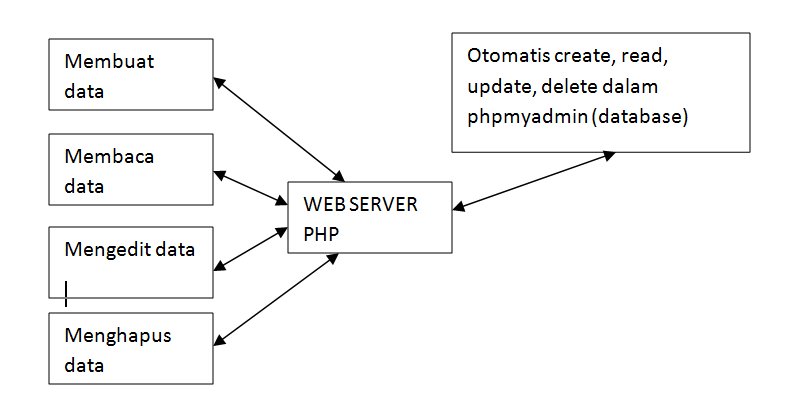 Membuat
data
Membaca
data
Mengedit data
Menghapus
data
WEB SERVER
PHP
Otomatis create, read,
update, delete dalam
phpmyadmin (database)